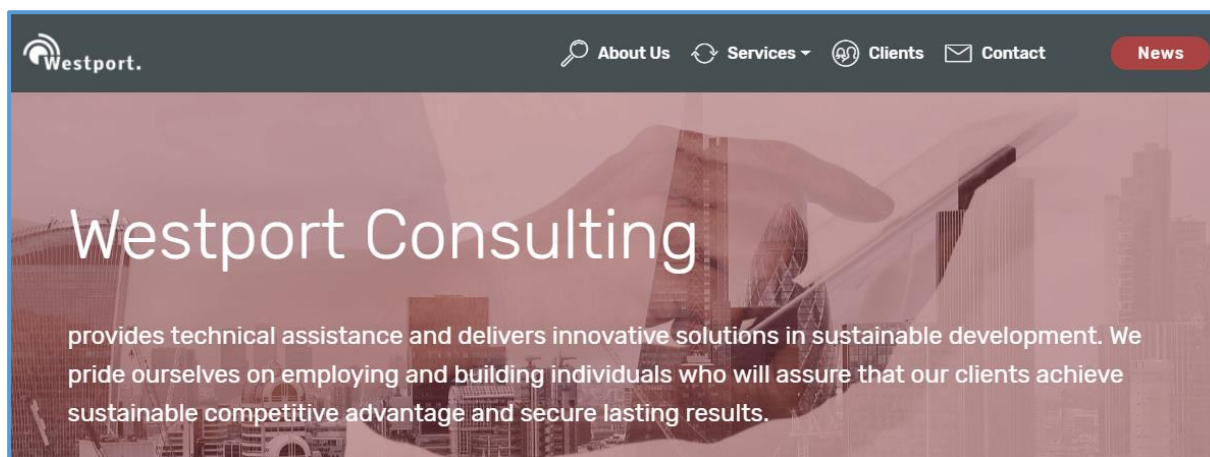 Westport.
About Us Services Clients Contact News
Westport Consulting
provides technical assistance and delivers innovative solutions in sustainable development. We
pride ourselves on employing and building individuals who will assure that our clients achieve
sustainable competitive advantage and secure lasting results.